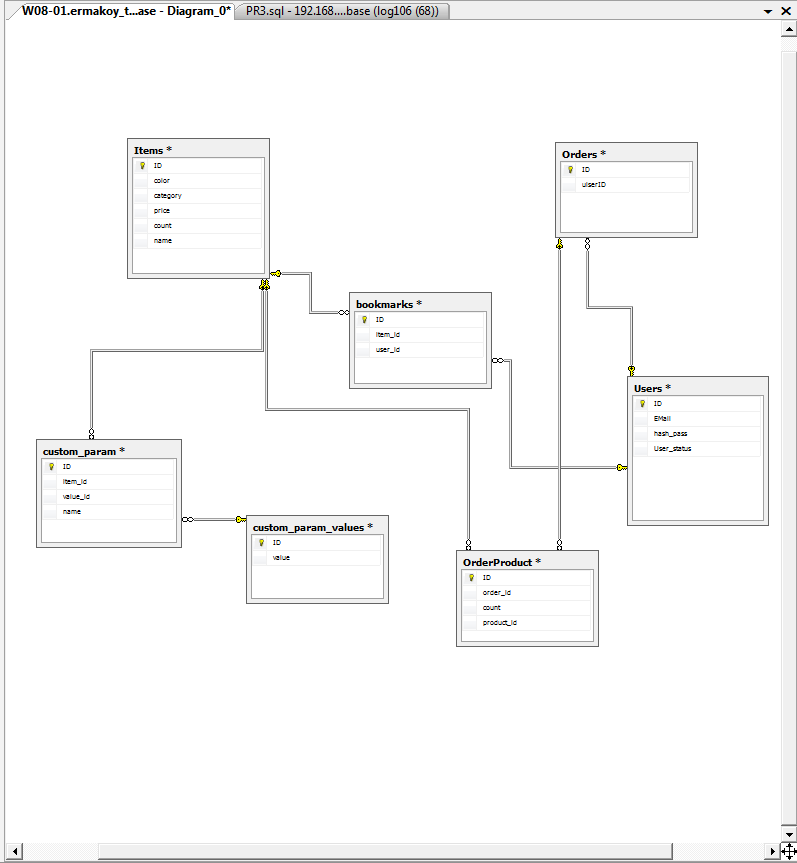 W08-01.ermakoy_t...ase - Diagram_0*
PR3.sql - 192.168....base (log106 (68))
Items *
ID
color
category
price
count
name
Orders *
ID
uiserID
bookmarks *
ID
item_id
user_id
Users *
ID
EMail
hash_pass
User_status
custom_param *
ID
item_id
value_id
name
custom_param_values *
ID
value
OrderProduct *
ID
order_id
count
product_id